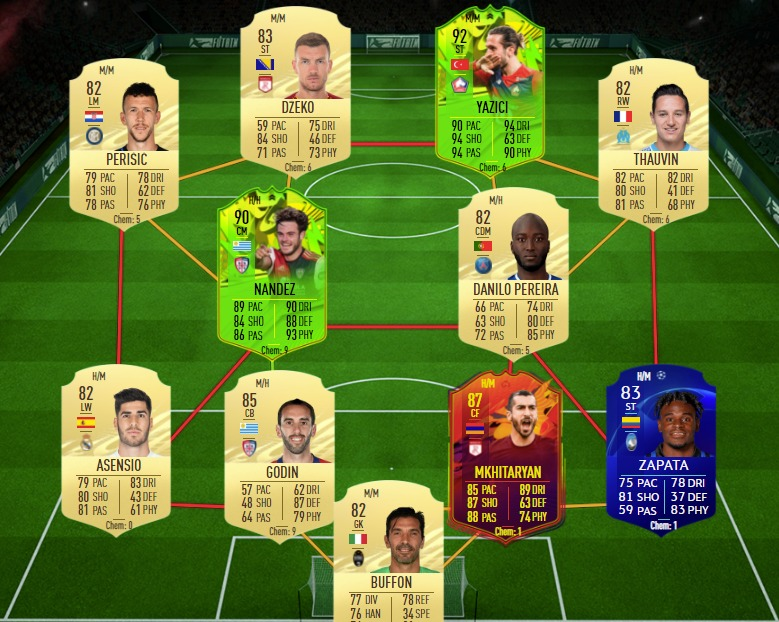 M/M
83
ST
DZEKO
59 PAC 75 DRI
84 SHO 46 DEF
71 PAS 73 PHY
Chem: 6
M/M
92
ST
YAZICI
90 PAC 94 DRI
94 SHO 63 DEF
94 PAS 90 PHY
Chem: 6
M/M
82
LM
PERISIC
79 PAC 78 DRI
81 SHO 62 DEF
78 PAS 76 PHY
Chem: 5
H/M
82
RW
THAUVIN
82 PAC 82 DRI
80 SHO 41 DEF
81 PAS 68 PHY
Chem: 6
H/H
90
CM
NANDEZ
89 PAC 90 DRI
84 SHO 88 DEF
86 PAS 93 PHY
Chem: 9
M/H
82
CDM
DANILO PEREIRA
66 PAC 74 DRI
63 SHO 80 DEF
72 PAS 85 PHY
Chem: 5
H/M
82
LW
ASENSIO
79 PAC 83 DRI
80 SHO 43 DEF
81 PAS 61 PHY
Chem: 0
M/H
85
CB
GODIN
57 PAC 62 DRI
48 SHO 87 DEF
64 PAS 79 PHY
Chem: 9
H/M
87
CF
MKHITARYAN
85 PAC 89 DRI
87 SHO 63 DEF
88 PAS 74 PHY
Chem: 1
H/M
83
ST
ZAPATA
75 PAC 78 DRI
81 SHO 37 DEF
59 PAS 83 PHY
Chem: 1
M/M
82
GK
BUFFON
77 DIV 78 REF
76 HAN 34 SPE